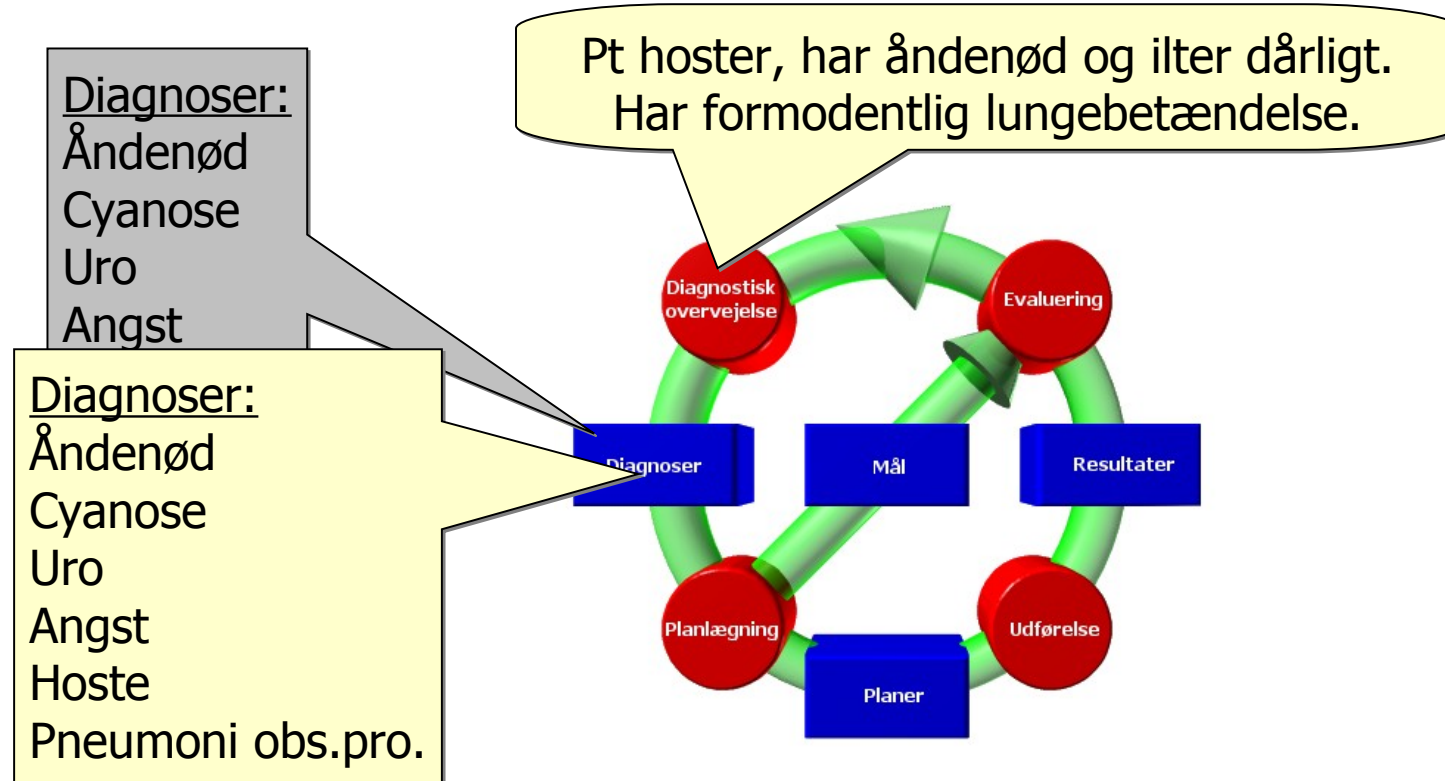 Pt hoster, har åndenød og ilter dårligt.
Har formodentlig lungebetændelse.
Diagnoser:
Åndenød
Cyanose
Uro
Angst
Diagnoser:
Åndenød
Cyanose
Uro
Angst
Hoste
Pneumoni obs.pro.
Diagnostisk
overvejelse
Evaluering
Diagnoser
Mål
Resultater
Planlægning
Udførelse
Planer